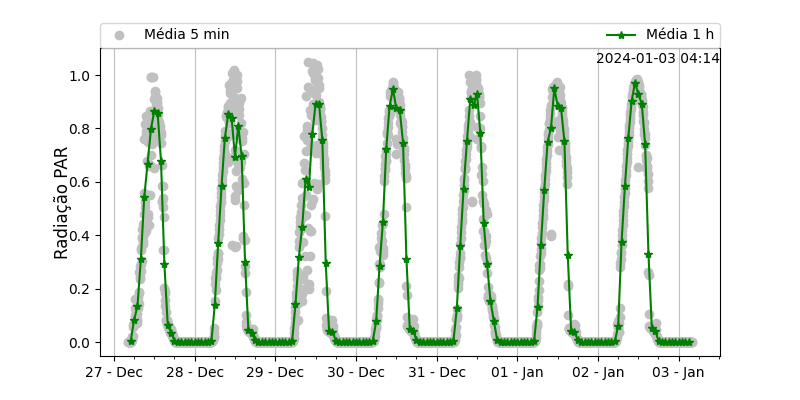 Média 5 min
Média 1 h
2024-01-03 04:14
Radiação PAR
1.0
0.8
0.6
0.4
0.2
0.0
27 - Dec
28 - Dec
29 - Dec
30 - Dec
31 - Dec
01 - Jan
02 - Jan
03 - Jan